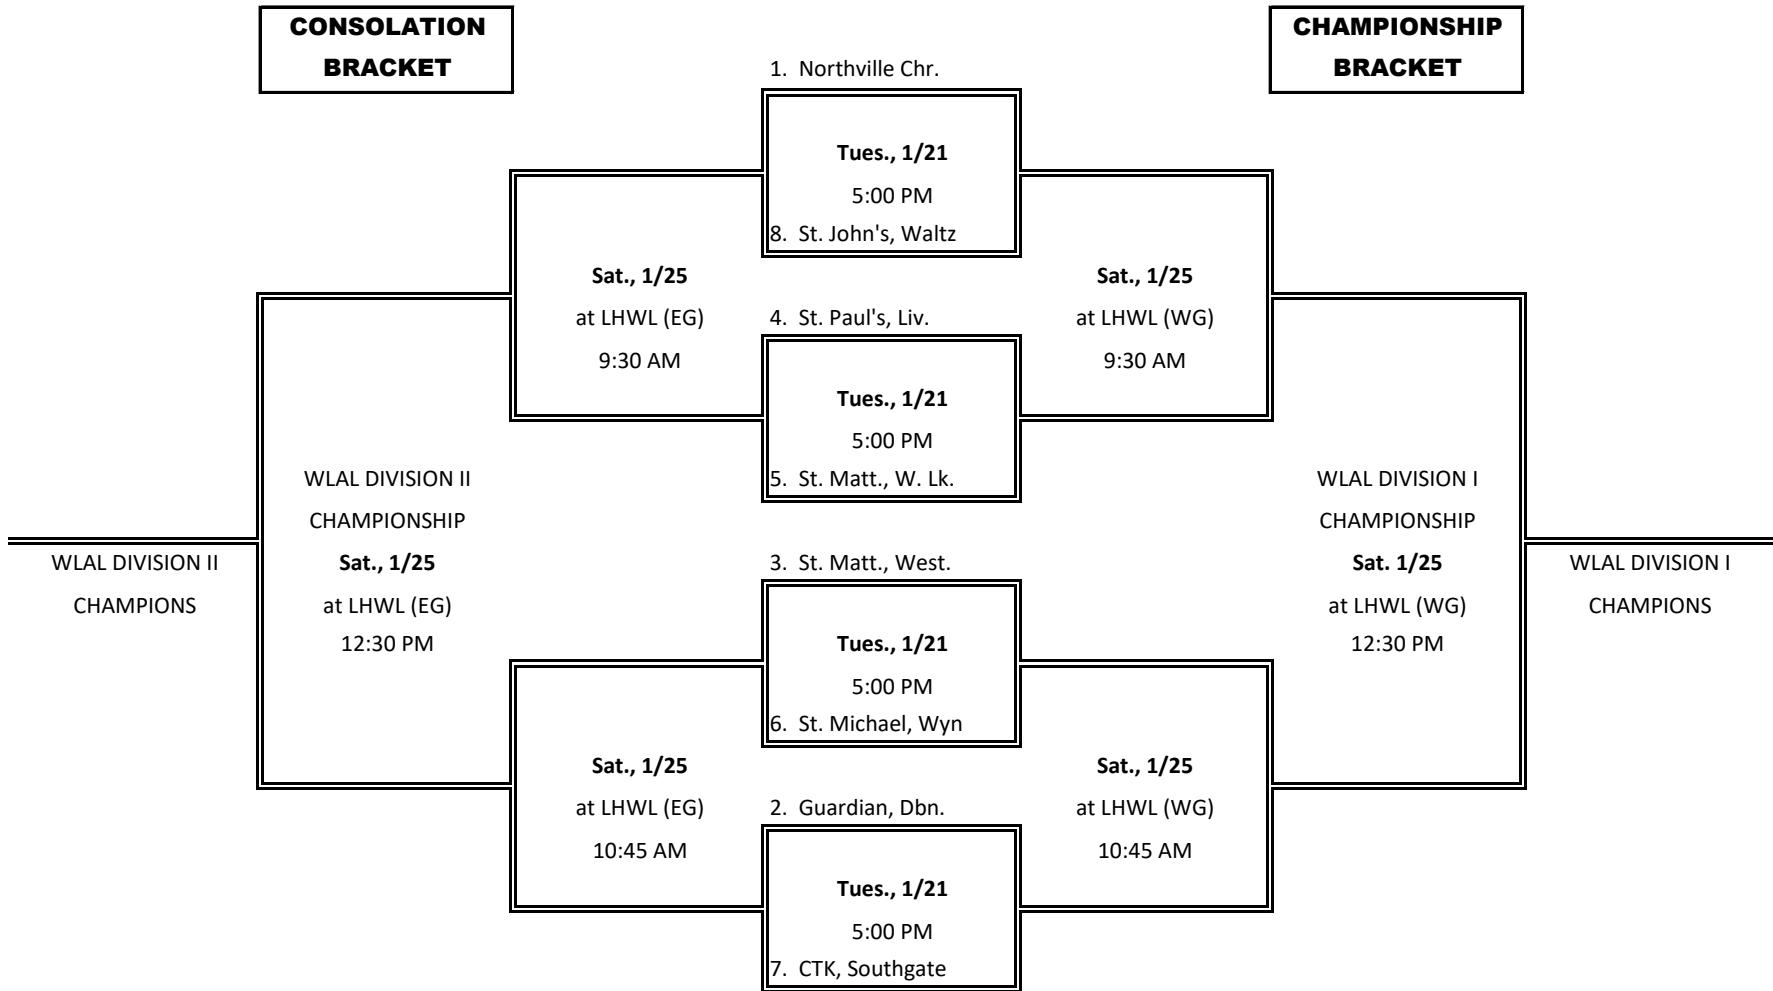 CONSOLATION
BRACKET
CHAMPIONSHIP
BRACKET
1. Northville Chr.
Tues., 1/21
5:00 PM
8. St. John's, Waltz
Sat., 1/25
at LHWL (EG)
9:30 AM
Sat., 1/25
at LHWL (WG)
9:30 AM
4. St. Paul's, Liv.
Tues., 1/21
5:00 PM
5. St. Matt., W. Lk.
WLAL DIVISION II
CHAMPIONSHIP
Sat., 1/25
at LHWL (EG)
12:30 PM
WLAL DIVISION I
CHAMPIONSHIP
Sat. 1/25
at LHWL (WG)
12:30 PM
WLAL DIVISION II
CHAMPIONS
WLAL DIVISION I
CHAMPIONS
3. St. Matt., West.
Tues., 1/21
5:00 PM
6. St. Michael, Wyn
Sat., 1/25
at LHWL (EG)
10:45 AM
Sat., 1/25
at LHWL (WG)
10:45 AM
2. Guardian, Dbn.
Tues., 1/21
5:00 PM
7. CTK, Southgate